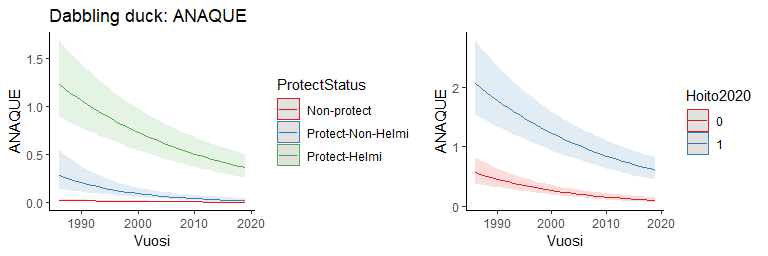 Dabbling duck: ANAQUE
ANAQUE
1.5
1.0
0.5
0.0
1990
2000
2010
2020
Vuosi
ProtectStatus
Non-protect
Protect-Non-Helmi
Protect-Helmi
ANAQUE
2
1
0
1990
2000
2010
2020
Vuosi
Hoito2020
0
1